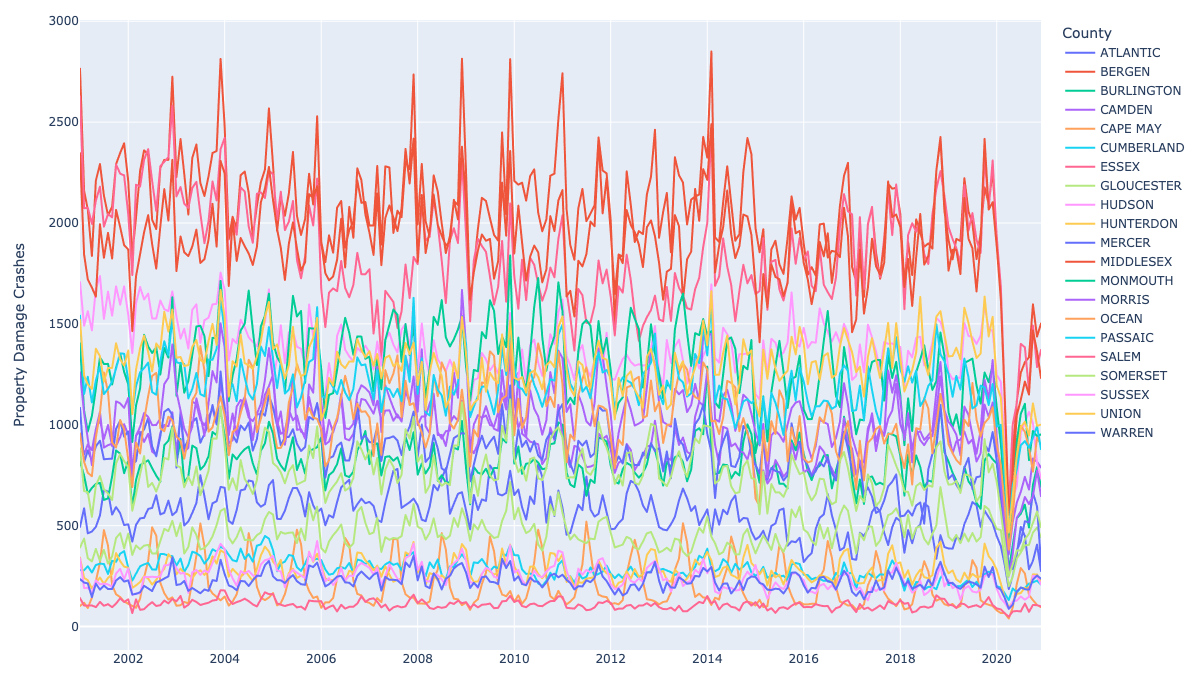 3000
2500
2000
1500
1000
500
0
Property Damage Crashes
2002
2004
2006
2008
2010
2012
2014
2016
2018
2020
County
ATLANTIC
BERGEN
BURLINGTON
CAMDEN
CAPE MAY
CUMBERLAND
ESSEX
GLOUCESTER
HUDSON
HUNTERDON
MERCER
MIDDLESEX
MONMOUTH
MORRIS
OCEAN
PASSAIC
SALEM
SOMERSET
SUSSEX
UNION
WARREN